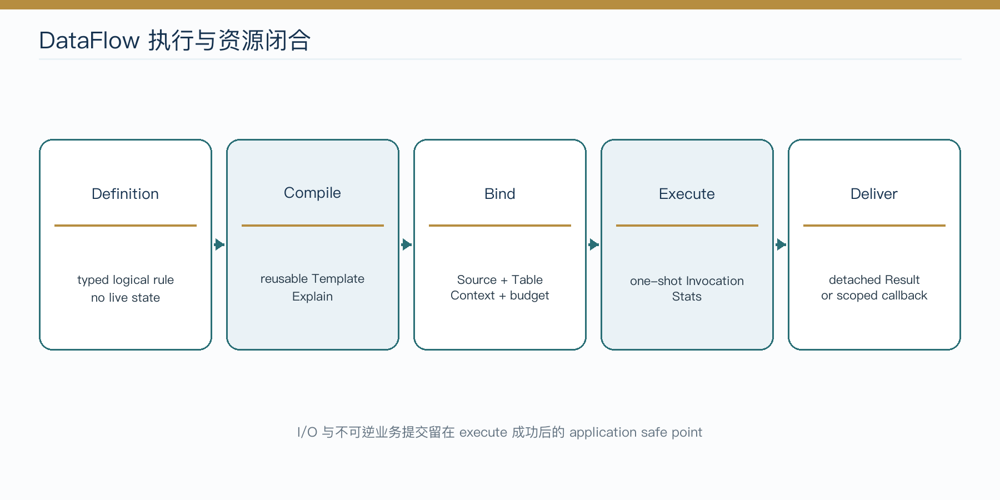 DataFlow 执行与资源闭合
Definition
typed logical rule
no live state
Compile
reusable Template
Explain
Bind
Source + Table
Context + budget
Execute
one-shot Invocation
Stats
Deliver
detached Result
or scoped callback
I/O 与不可逆业务提交留在 execute 成功后的 application safe point